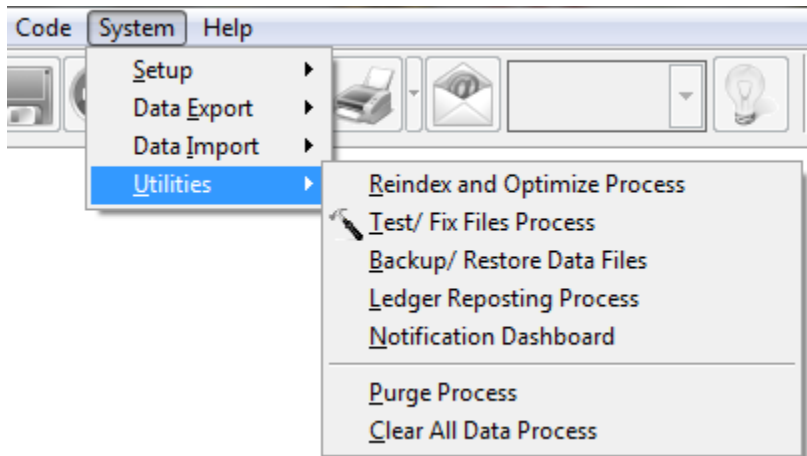 Code System Help
Setup
Data Export
Data Import
Utilities
Reindex and Optimize Process
Test/ Fix Files Process
Backup/ Restore Data Files
Ledger Reposting Process
Notification Dashboard
Purge Process
Clear All Data Process